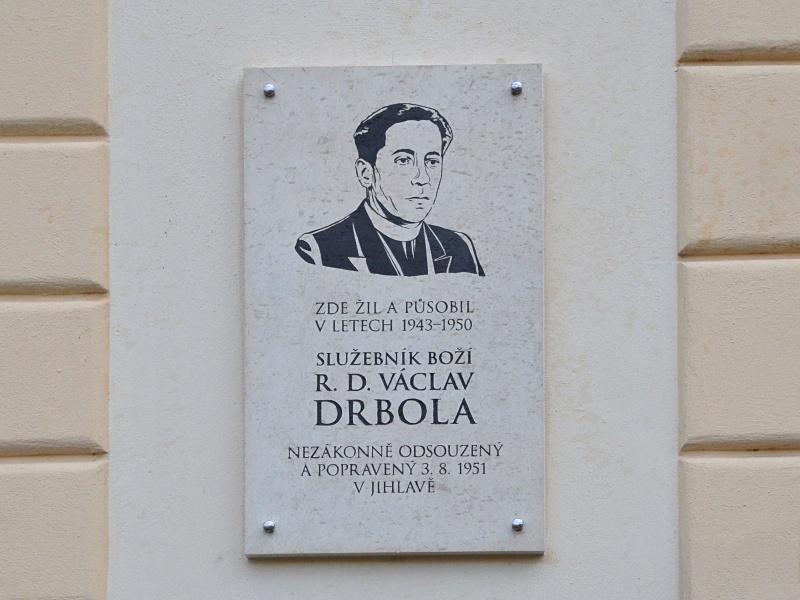 ZDE ŽIL A PŮSOBIL
V LETECH 1943–1950
SLUŽEBNÍK BOŽÍ
R. D. VÁCLAV
DRBOLA
NEZÁKONNĚ ODSOUZENÝ
A POPRAVENÝ 3. 8. 1951
V JIHLAVĚ